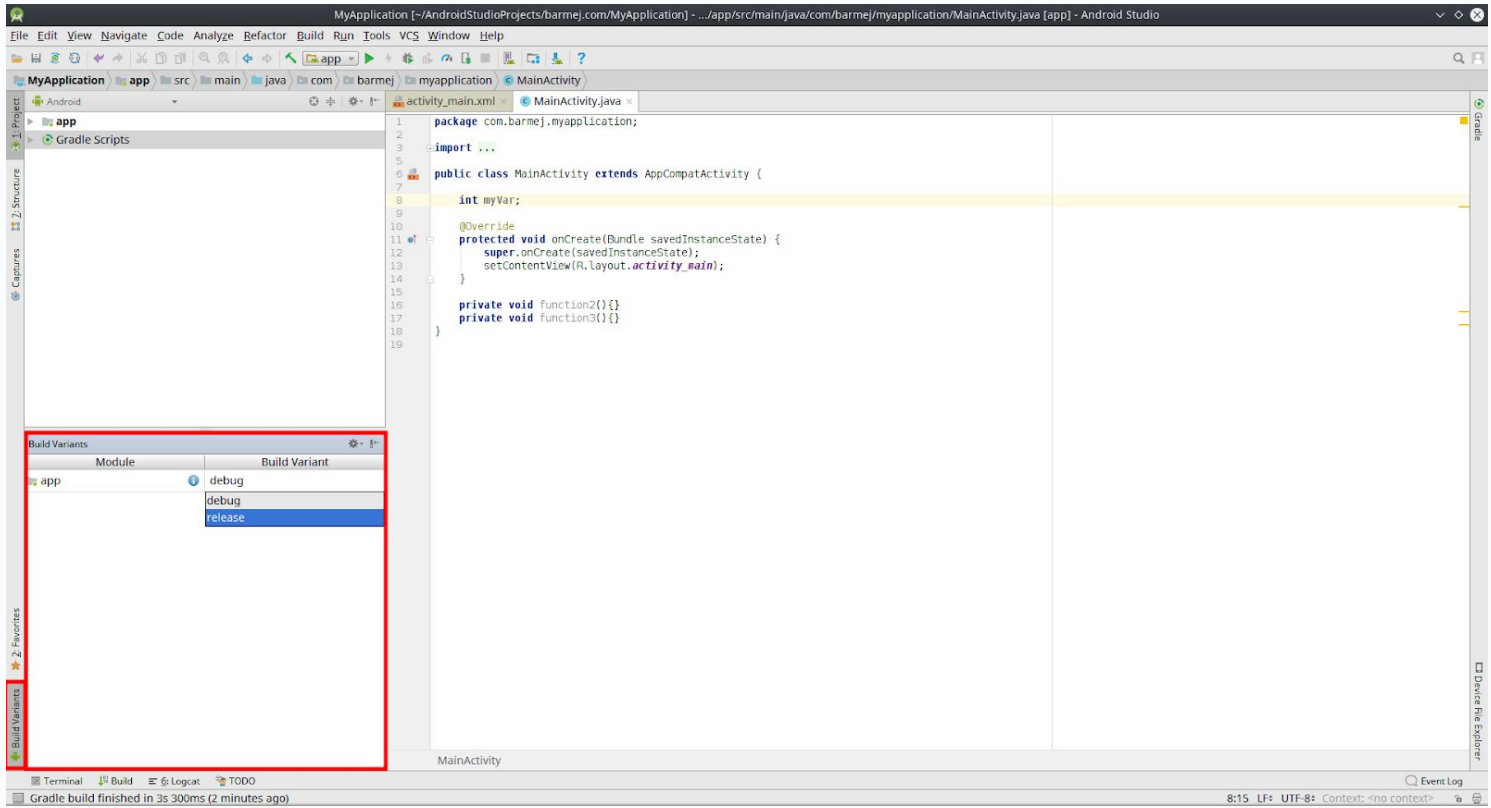 MyApplication [~/AndroidStudioProjects/barmej.com/MyApplication] - .../app/src/main/java/com/barmej/myapplication/MainActivity.java [app] - Android Studio
File Edit View Navigate Code Analyze Refactor Build Run Tools VCS Window Help
app
MyApplication app src main java com barmej myapplication MainActivity
1: Project
Android
activity_main.xml
MainActivity.java
Gradle
app
Gradle Scripts
7: Structure
Captures
1 package com.barmej.myapplication;
2
3 import ...
5
6 public class MainActivity extends AppCompatActivity {
7
8 int myVar;
9
10 @Override
11 protected void onCreate(Bundle savedInstanceState) {
12 super.onCreate(savedInstanceState);
13 setContentView(R.layout.activity_main);
14 }
15
16 private void function2(){}
17 private void function3(){}
18 }
19
Build Variants
Module Build Variant
app debug
debug
release
2: Favorites
Build Variants
Device File Explorer
MainActivity
Terminal Build 6: Logcat TODO Event Log
Gradle build finished in 3s 300ms (2 minutes ago) 8:15 LF÷ UTF-8÷ Context: <no context>